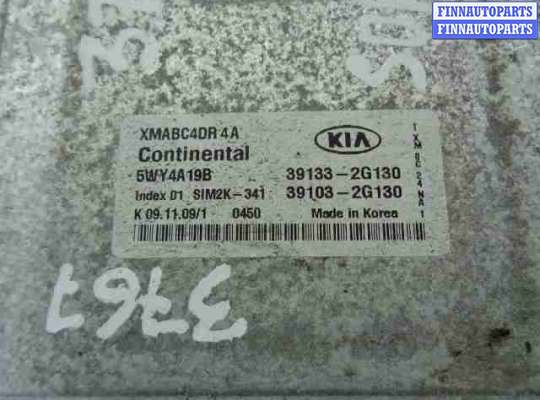 FINNAUTOPARTS
FINNAUTOPARTS
XMABC4DR 4A
KIA
Continental
5WY4A19B
39133-2G130
Index 01 SIM2K-341
39103-2G130
K 09.11.09/1 0450
Made in Korea
3767